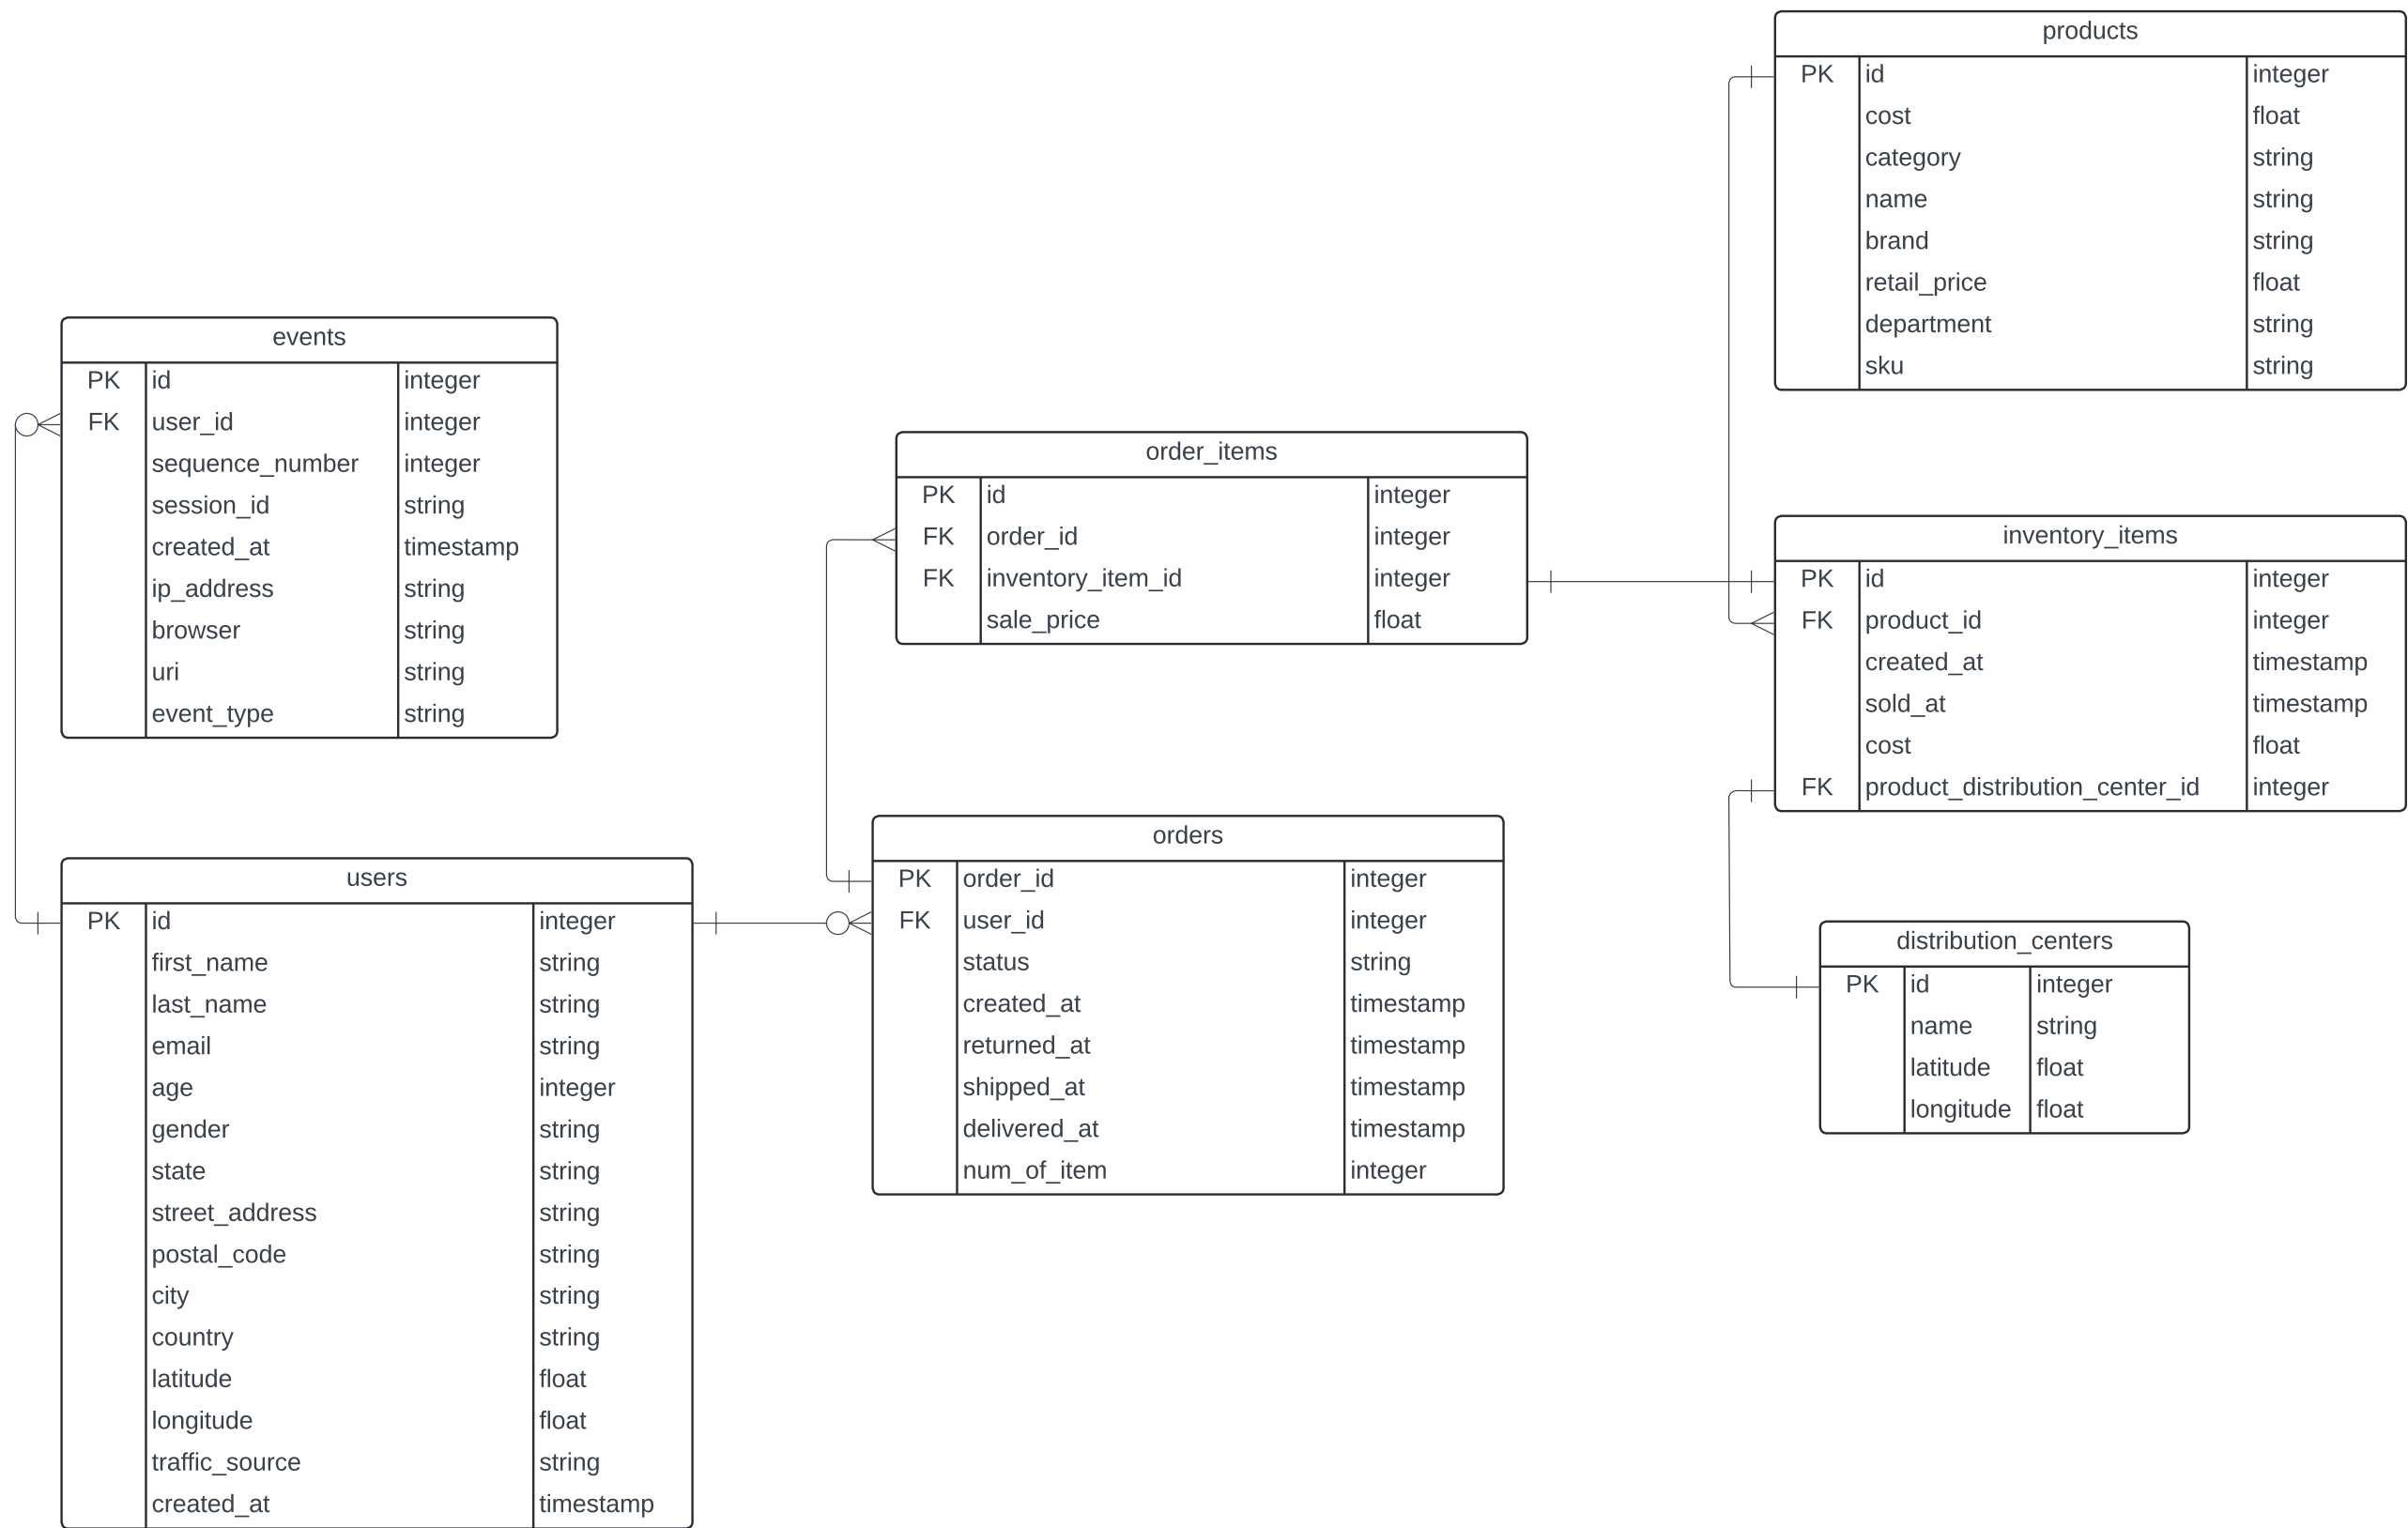 products
PK id integer
cost float
category string
name string
brand string
retail_price float
department string
sku string
events
PK id integer
FK user_id integer
sequence_number integer
session_id string
created_at timestamp
ip_address string
browser string
uri string
event_type string
order_items
PK id integer
FK order_id integer
FK inventory_item_id integer
sale_price float
inventory_items
PK id integer
FK product_id integer
created_at timestamp
sold_at timestamp
cost float
FK product_distribution_center_id integer
users
PK id integer
first_name string
last_name string
email string
age integer
gender string
state string
street_address string
postal_code string
city string
country string
latitude float
longitude float
traffic_source string
created_at timestamp
orders
PK order_id integer
FK user_id integer
status string
created_at timestamp
returned_at timestamp
shipped_at timestamp
delivered_at timestamp
num_of_item integer
distribution_centers
PK id integer
name string
latitude float
longitude float